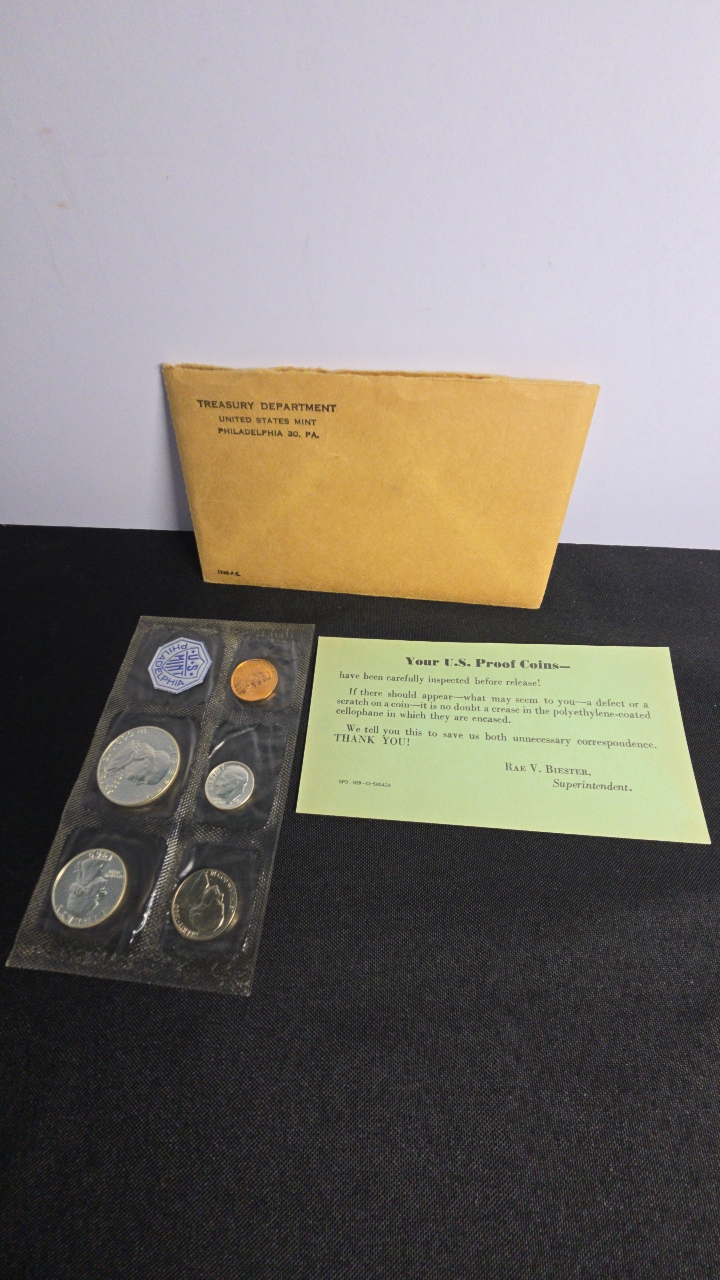 TREASURY DEPARTMENT
UNITED STATES MINT
PHILADELPHIA 30, PA.
U.S.
MINT
PHILADELPHIA
Your U.S. Proof Coins—
have been carefully inspected before release!
If there should appear—what may seem to you—a defect or a
scratch on a coin—it is no doubt a crease in the polyethylene-coated
cellophane in which they are encased.
We tell you this to save us both unnecessary correspondence.
THANK YOU!
RAE V. BIESTER,
Superintendent.